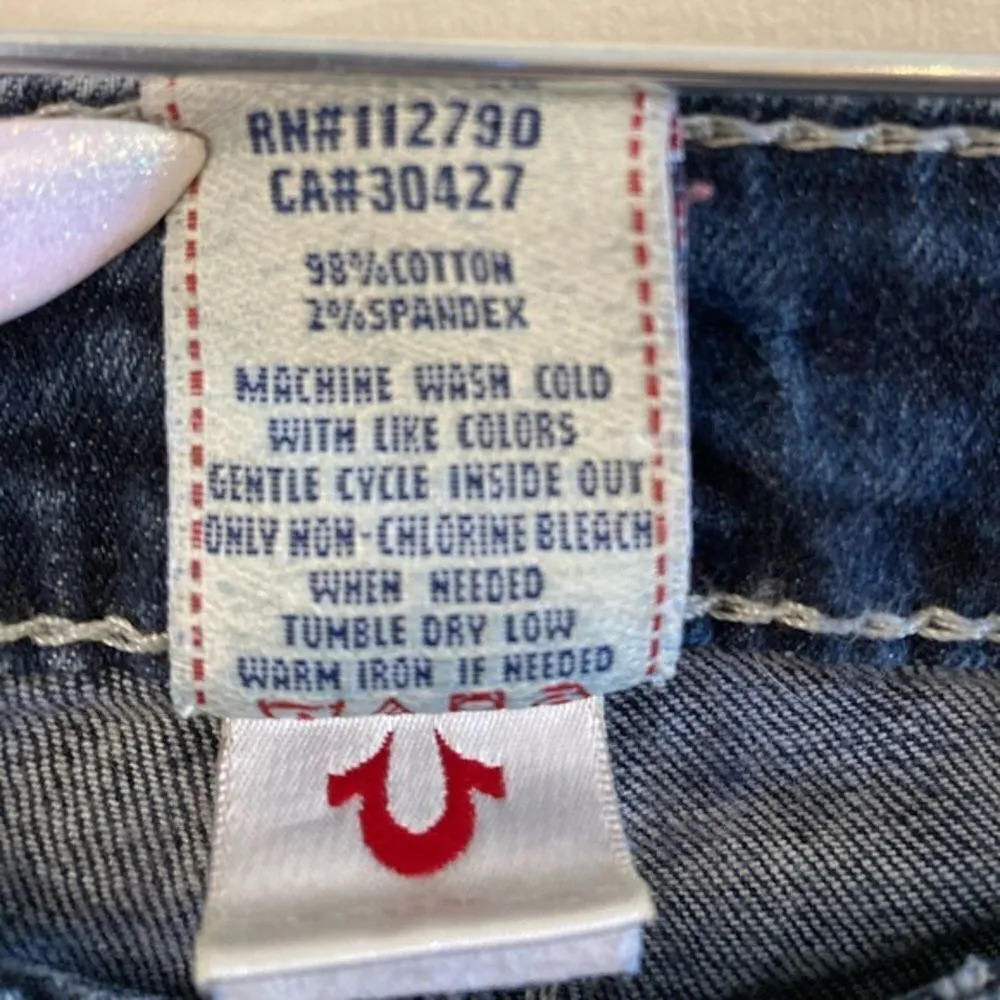 RN#112790
CA#30427
98%COTTON
2%SPANDEX
MACHINE WASH COLD
WITH LIKE COLORS
GENTLE CYCLE INSIDE OUT
ONLY NON-CHLORINE BLEACH
WHEN NEEDED
TUMBLE DRY LOW
WARM IRON IF NEEDED